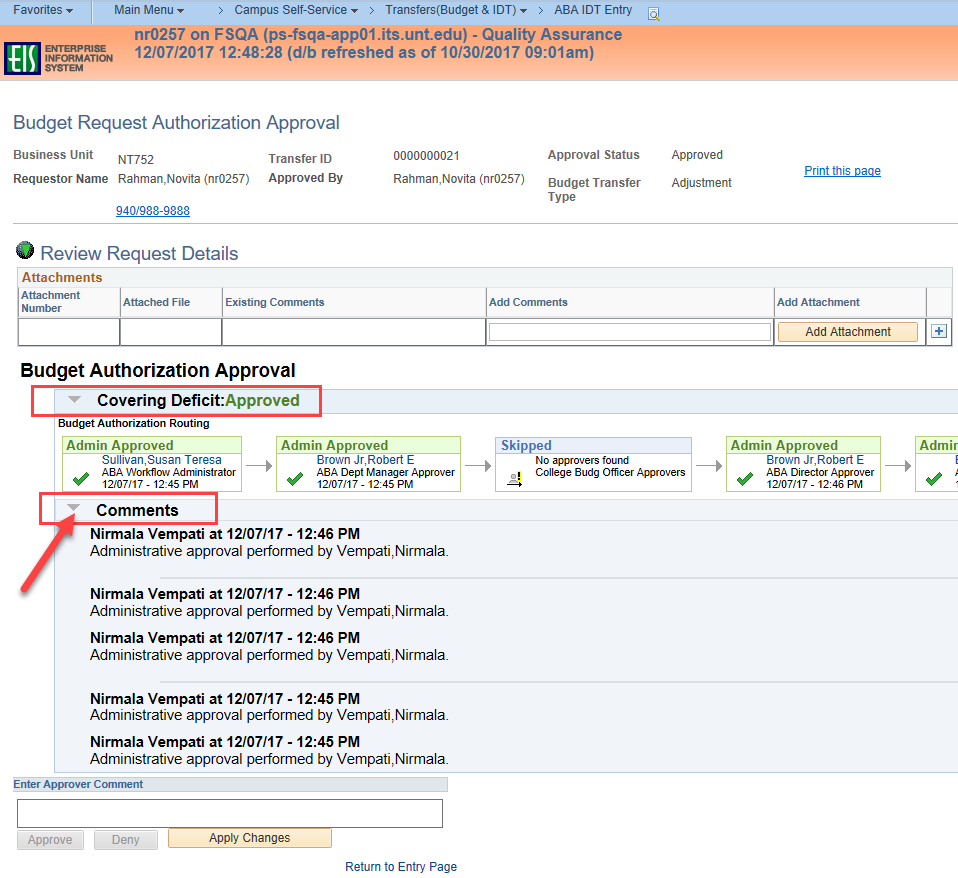 Favorites Main Menu > Campus Self-Service > Transfers(Budget & IDT) > ABA IDT Entry
nr0257 on FSQA (ps-fsqa-app01.its.unt.edu) - Quality Assurance
12/07/2017 12:48:28 (d/b refreshed as of 10/30/2017 09:01am)
EIS ENTERPRISE
INFORMATION
SYSTEM
Budget Request Authorization Approval
Business Unit NT752 Transfer ID 0000000021 Approval Status Approved
Requestor Name Rahman,Novita (nr0257) Approved By Rahman,Novita (nr0257) Budget Transfer
Type Adjustment
Print this page
940/988-9888
Review Request Details
Attachments
Attachment
Number Attached File Existing Comments Add Comments Add Attachment
Add Attachment
Budget Authorization Approval
Covering Deficit:Approved
Budget Authorization Routing
Admin Approved
Sullivan,Susan Teresa
ABA Workflow Administrator
12/07/17 - 12:45 PM
Admin Approved
Brown Jr,Robert E
ABA Dept Manager Approver
12/07/17 - 12:45 PM
Skipped
No approvers found
College Budg Officer Approvers
Admin Approved
Brown Jr,Robert E
ABA Director Approver
12/07/17 - 12:46 PM
Comments
Nirmala Vempati at 12/07/17 - 12:46 PM
Administrative approval performed by Vempati,Nirmala.
Nirmala Vempati at 12/07/17 - 12:46 PM
Administrative approval performed by Vempati,Nirmala.
Nirmala Vempati at 12/07/17 - 12:46 PM
Administrative approval performed by Vempati,Nirmala.
Nirmala Vempati at 12/07/17 - 12:45 PM
Administrative approval performed by Vempati,Nirmala.
Nirmala Vempati at 12/07/17 - 12:45 PM
Administrative approval performed by Vempati,Nirmala.
Enter Approver Comment
Approve Deny Apply Changes
Return to Entry Page